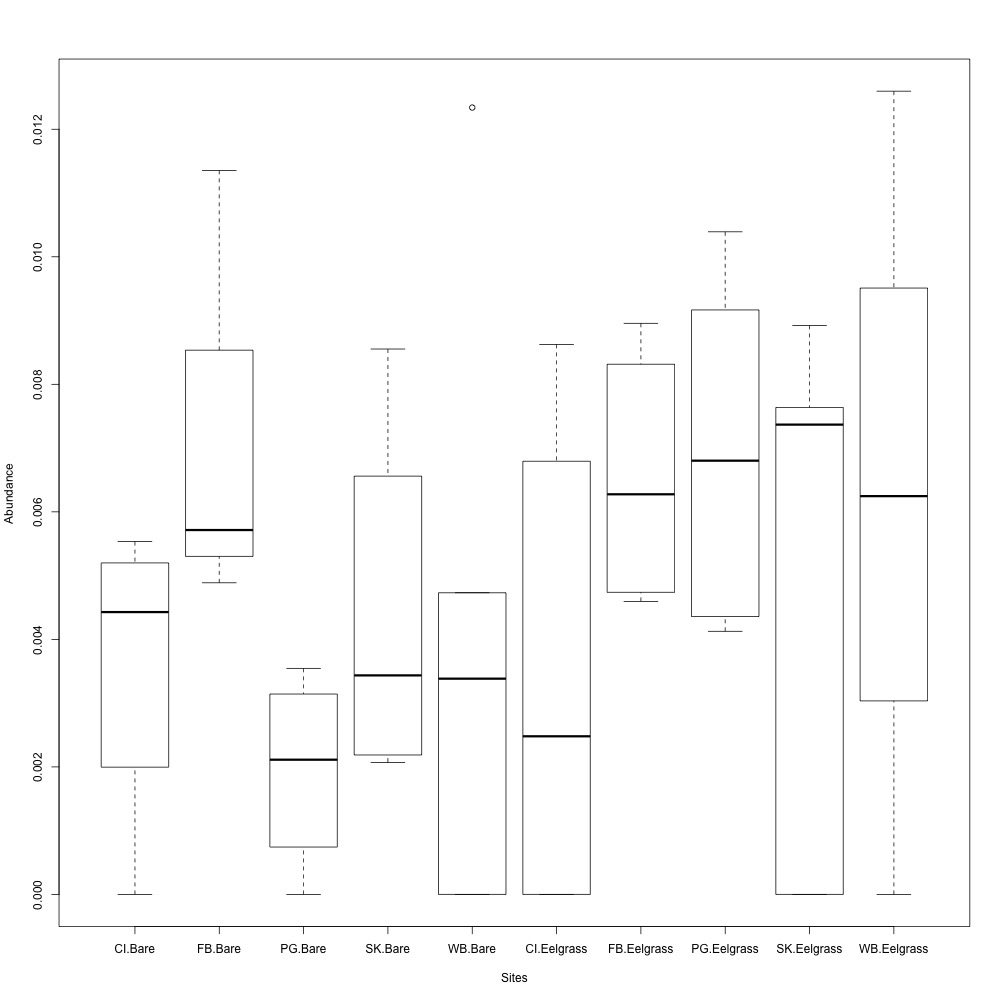 Abundance
0.012
0.010
0.008
0.006
0.004
0.002
0.000
CI.Bare FB.Bare PG.Bare SK.Bare WB.Bare CI.Eelgrass FB.Eelgrass PG.Eelgrass SK.Eelgrass WB.Eelgrass
Sites